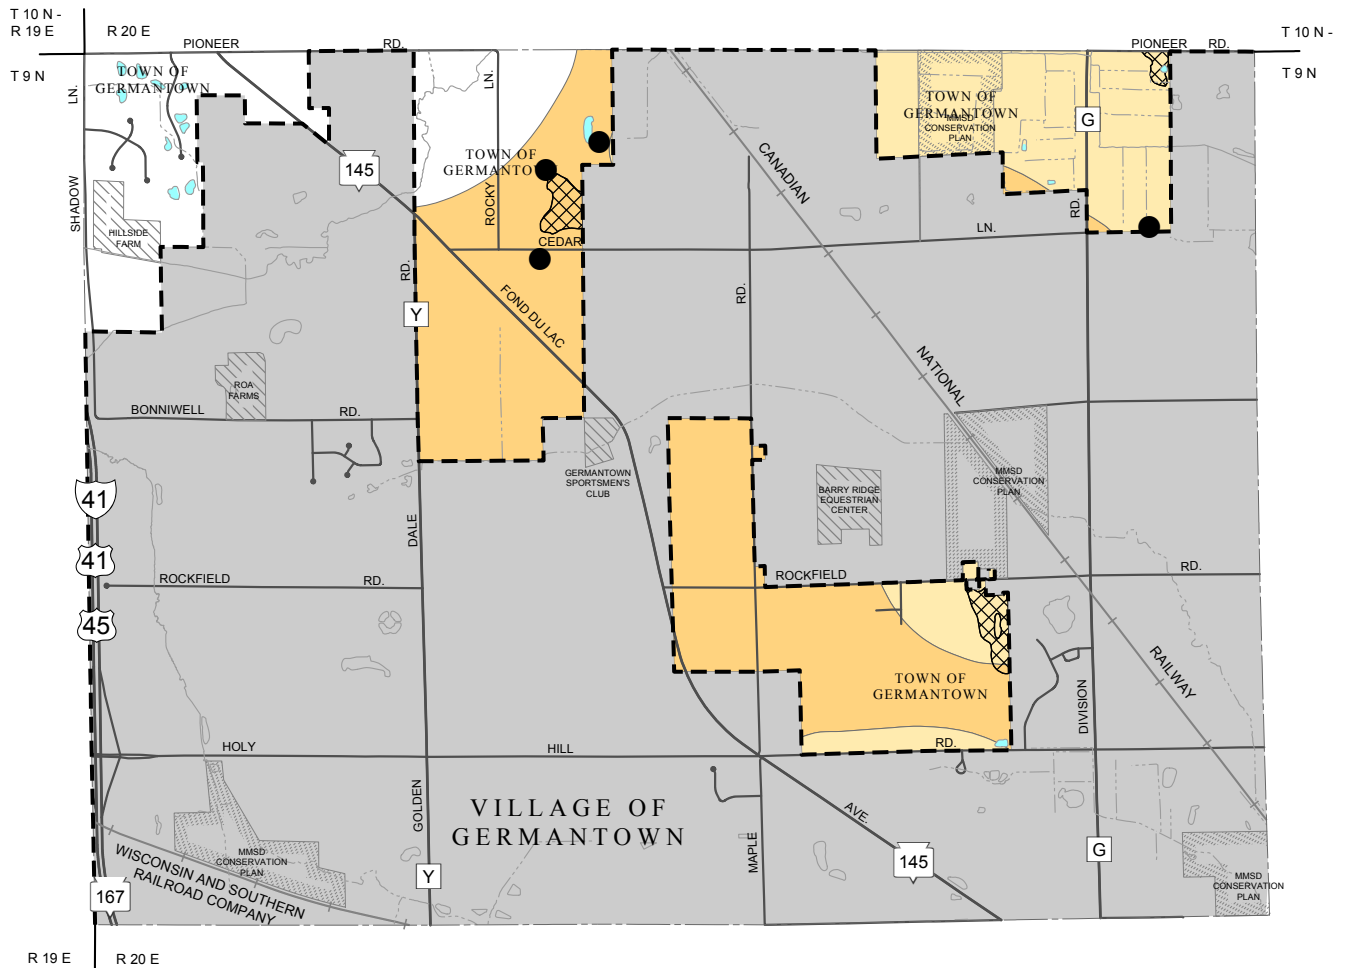 T 10 N -
R 19 E
R 20 E
PIONEER
RD.
PIONEER
RD.
T 10 N -
T 9 N
T 9 N
TOWN OF
GERMANTOWN
LN.
LN.
TOWN OF
GERMANTOWN
MMSD
CONSERVATION
PLAN
G
145
TOWN OF
GERMANTO
CANADIAN
SHADOW
ROCKY
RD.
HILLSIDE
FARM
CEDAR
LN.
RD.
RD.
Y
FOND DU LAC
NATIONAL
ROA
FARMS
BONNIWELL
RD.
GERMANTOWN
SPORTSMEN'S
CLUB
MMSD
CONSERVATION
PLAN
BARRY RIDGE
EQUESTRIAN
CENTER
41
DALE
41
ROCKFIELD
RD.
ROCKFIELD
RD.
45
RAILWAY
TOWN OF
GERMANTOWN
DIVISION
HOLY
HILL
RD.
GOLDEN
VILLAGE OF
GERMANTOWN
MAPLE
AVE.
145
G
MMSD
CONSERVATION
PLAN
WISCONSIN AND SOUTHERN
RAILROAD COMPANY
Y
167
MMSD
CONSERVATION
PLAN
R 19 E
R 20 E